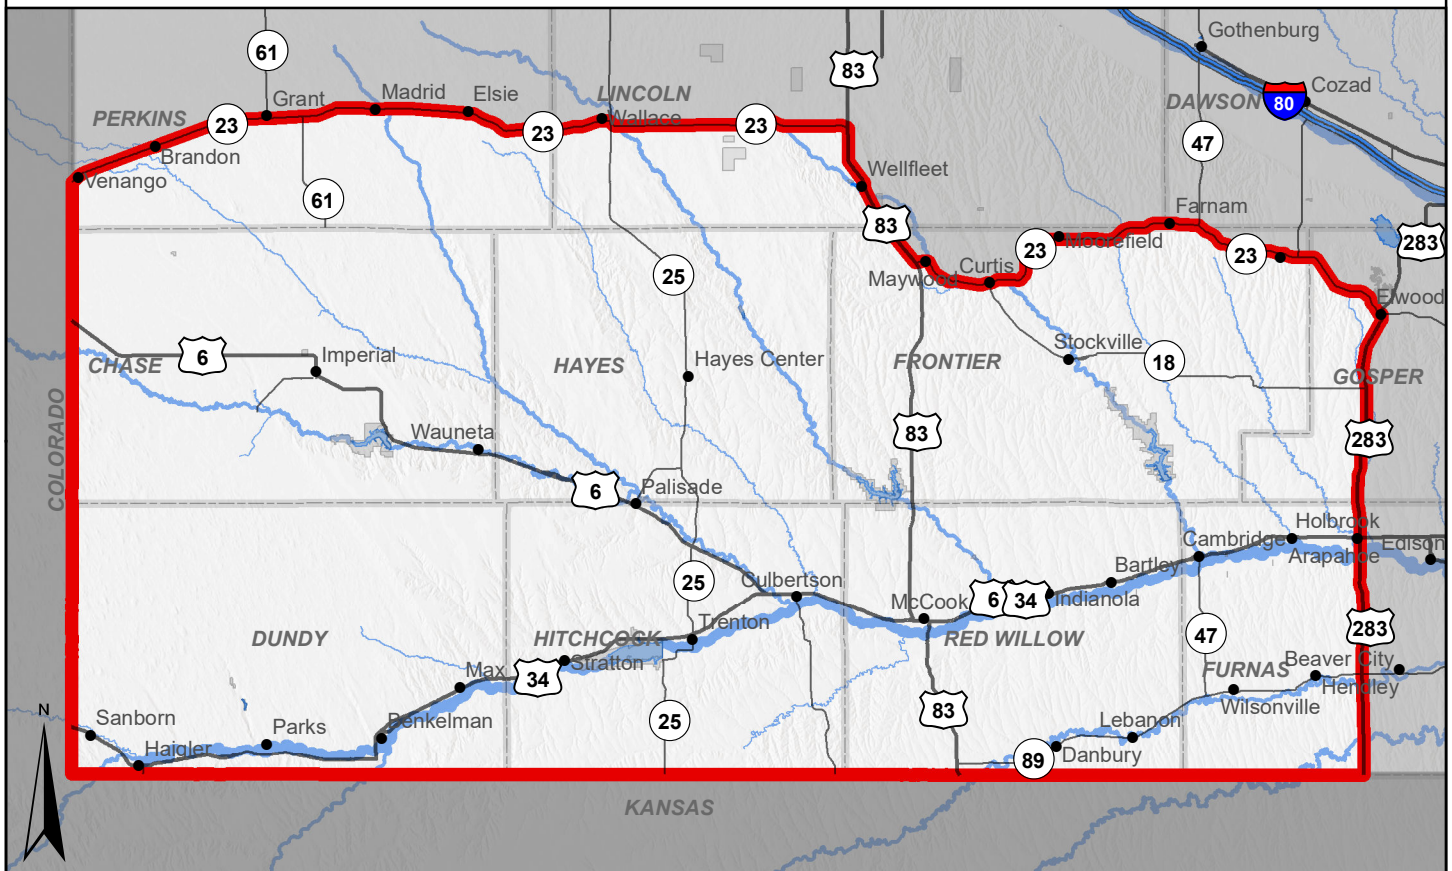 Gothenburg
61
83
Cozad
Madrid
Elsie
LINCOLN
DAWSON
80
Grant
PERKINS
23
Wallace
23
23
47
Brandon
Wellfleet
Venango
61
Farnam
83
Moorefield
283
23
23
25
Curtis
Maywood
Elwood
Stockville
6
Imperial
Hayes Center
18
CHASE
HAYES
FRONTIER
GOSPER
COLORADO
Wauneta
83
283
Palisade
6
Holbrook
Cambridge
Edison
Arapahoe
Bartley
25
Culbertson
McCook
6
34
Indianola
Trenton
283
DUNDY
HITCHCOCK
RED WILLOW
47
Stratton
Beaver City
Max
34
FURNAS
Hendley
N
Sanborn
Benkelman
Parks
25
83
Wilsonville
Lebanon
Haigler
89
Danbury
KANSAS